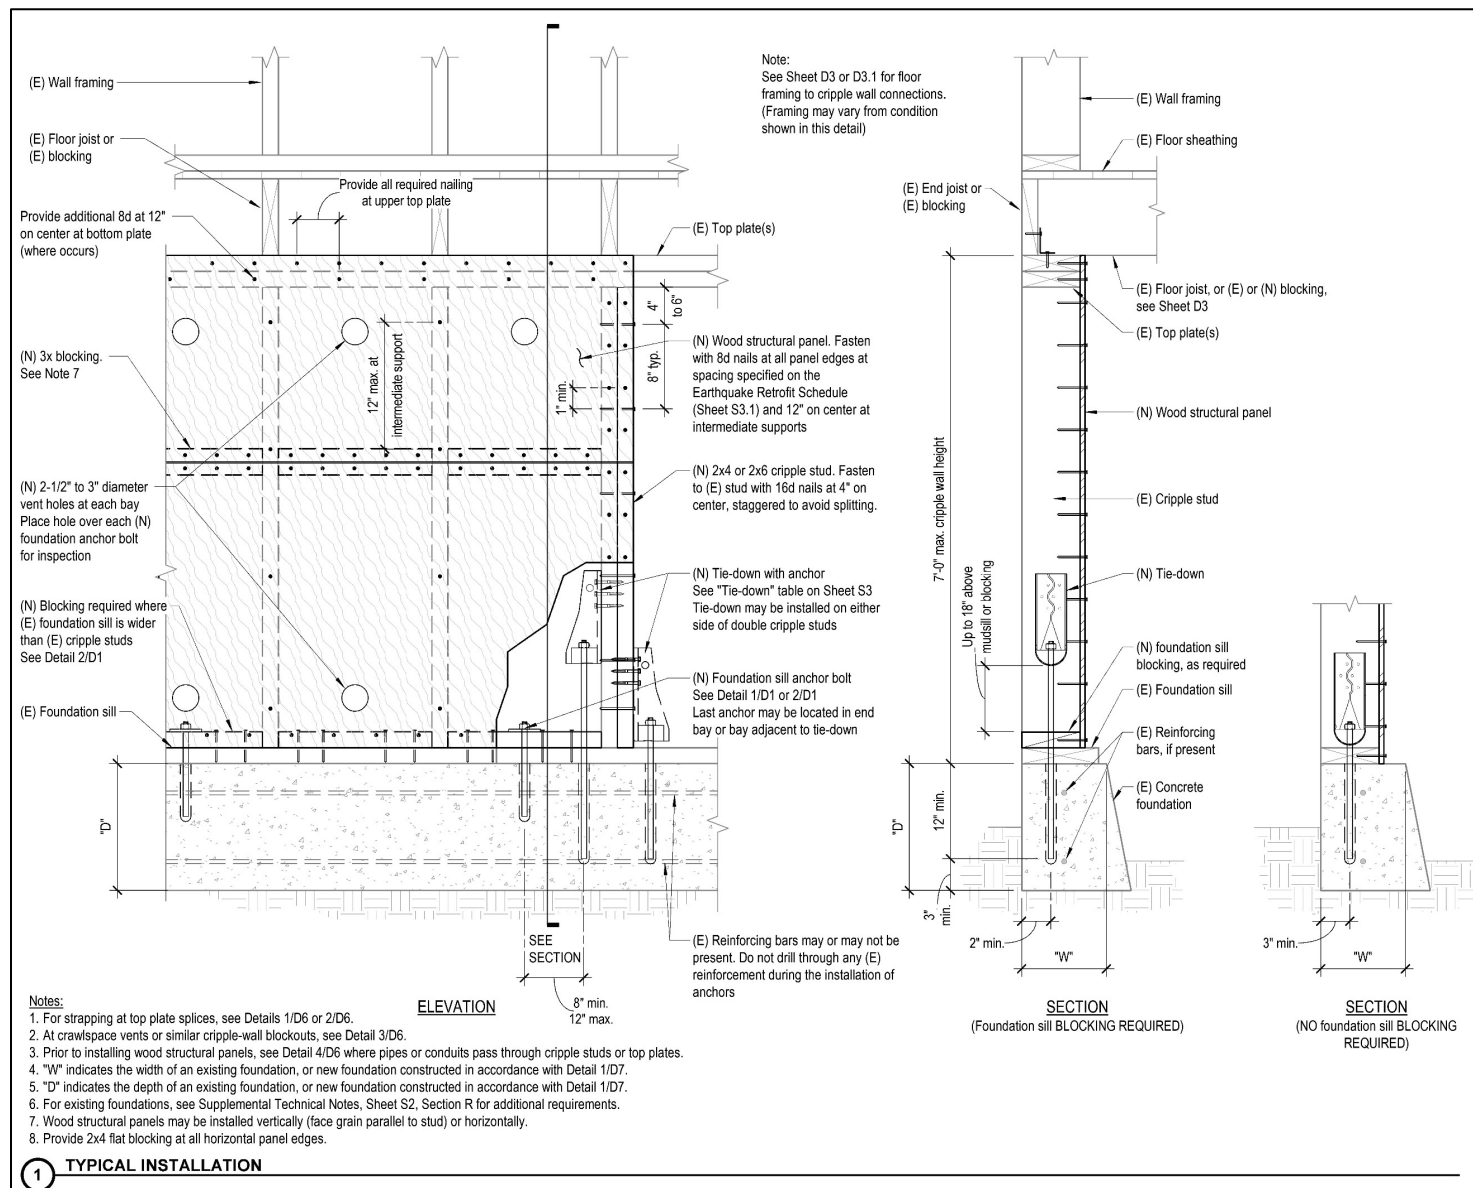 (E) Wall framing
(E) Floor joist or
(E) blocking
Provide all required nailing
at upper top plate
Provide additional 8d at 12"
on center at bottom plate
(where occurs)
(N) 3x blocking.
See Note 7
(N) 2-1/2" to 3" diameter
vent holes at each bay
Place hole over each (N)
foundation anchor bolt
for inspection
(N) Blocking required where
(E) foundation sill is wider
than (E) cripple studs
See Detail 2/D1
(E) Foundation sill
"D"
12" max. at
intermediate support
1" min.
4"
to 6"
8" typ.
Note:
See Sheet D3 or D3.1 for floor
framing to cripple wall connections.
(Framing may vary from condition
shown in this detail)
(E) Top plate(s)
(N) Wood structural panel. Fasten
with 8d nails at all panel edges at
spacing specified on the
Earthquake Retrofit Schedule
(Sheet S3.1) and 12" on center at
intermediate supports
(N) 2x4 or 2x6 cripple stud. Fasten
to (E) stud with 16d nails at 4" on
center, staggered to avoid splitting.
(N) Tie-down with anchor
See "Tie-down" table on Sheet S3
Tie-down may be installed on either
side of double cripple studs
(N) Foundation sill anchor bolt
See Detail 1/D1 or 2/D1
Last anchor may be located in end
bay or bay adjacent to tie-down
(E) Reinforcing bars may or may not be
present. Do not drill through any (E)
reinforcement during the installation of
anchors
SEE
SECTION
8" min.
12" max.
ELEVATION
(E) Wall framing
(E) Floor sheathing
(E) End joist or
(E) blocking
(E) Floor joist, or (E) or (N) blocking,
see Sheet D3
(E) Top plate(s)
(N) Wood structural panel
(E) Cripple stud
7'-0" max. cripple wall height
Up to 18" above
mudsill or blocking
(N) Tie-down
(N) foundation sill
blocking, as required
(E) Foundation sill
(E) Reinforcing
bars, if present
(E) Concrete
foundation
"D"
12" min.
3"
min.
2" min.
"W"
SECTION
(Foundation sill BLOCKING REQUIRED)
3" min.
"W"
SECTION
(NO foundation sill BLOCKING
REQUIRED)
Notes:
1. For strapping at top plate splices, see Details 1/D6 or 2/D6.
2. At crawlspace vents or similar cripple-wall blockouts, see Detail 3/D6.
3. Prior to installing wood structural panels, see Detail 4/D6 where pipes or conduits pass through cripple studs or top plates.
4. "W" indicates the width of an existing foundation, or new foundation constructed in accordance with Detail 1/D7.
5. "D" indicates the depth of an existing foundation, or new foundation constructed in accordance with Detail 1/D7.
6. For existing foundations, see Supplemental Technical Notes, Sheet S2, Section R for additional requirements.
7. Wood structural panels may be installed vertically (face grain parallel to stud) or horizontally.
8. Provide 2x4 flat blocking at all horizontal panel edges.
1 TYPICAL INSTALLATION